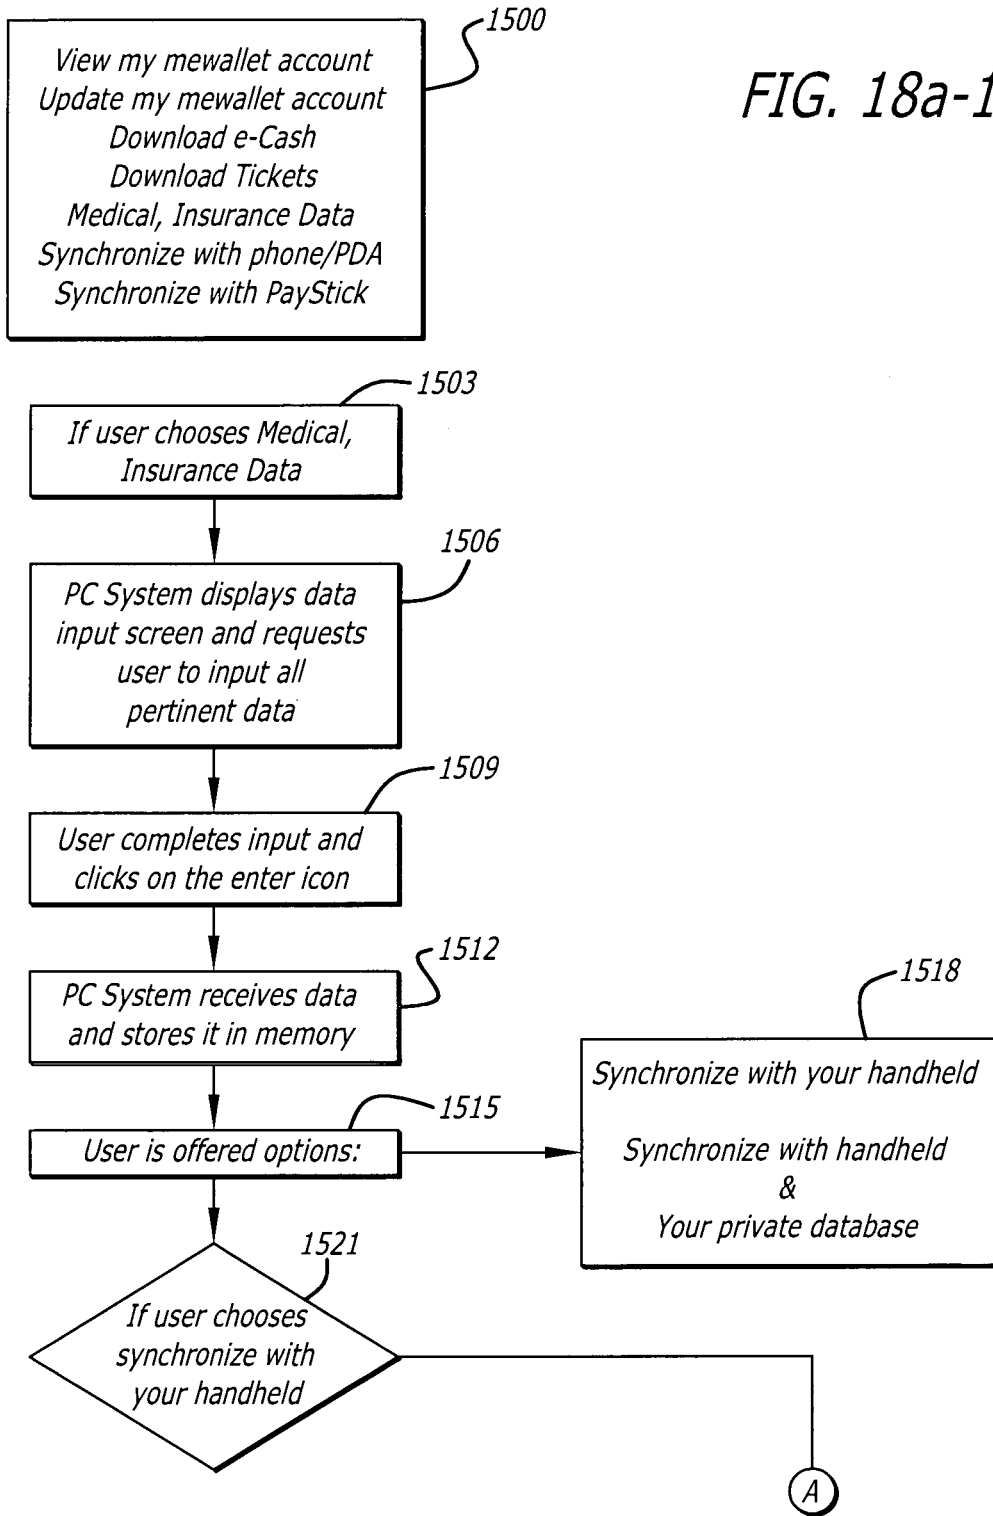 1500
FIG. 18a-1
View my mewallet account
Update my mewallet account
Download e-Cash
Download Tickets
Medical, Insurance Data
Synchronize with phone/PDA
Synchronize with PayStick
1503
If user chooses Medical,
Insurance Data
1506
PC System displays data
input screen and requests
user to input all
pertinent data
1509
User completes input and
clicks on the enter icon
1512
PC System receives data
and stores it in memory
1515
User is offered options:
1518
Synchronize with your handheld
Synchronize with handheld
&
Your private database
1521
If user chooses
synchronize with
your handheld
A